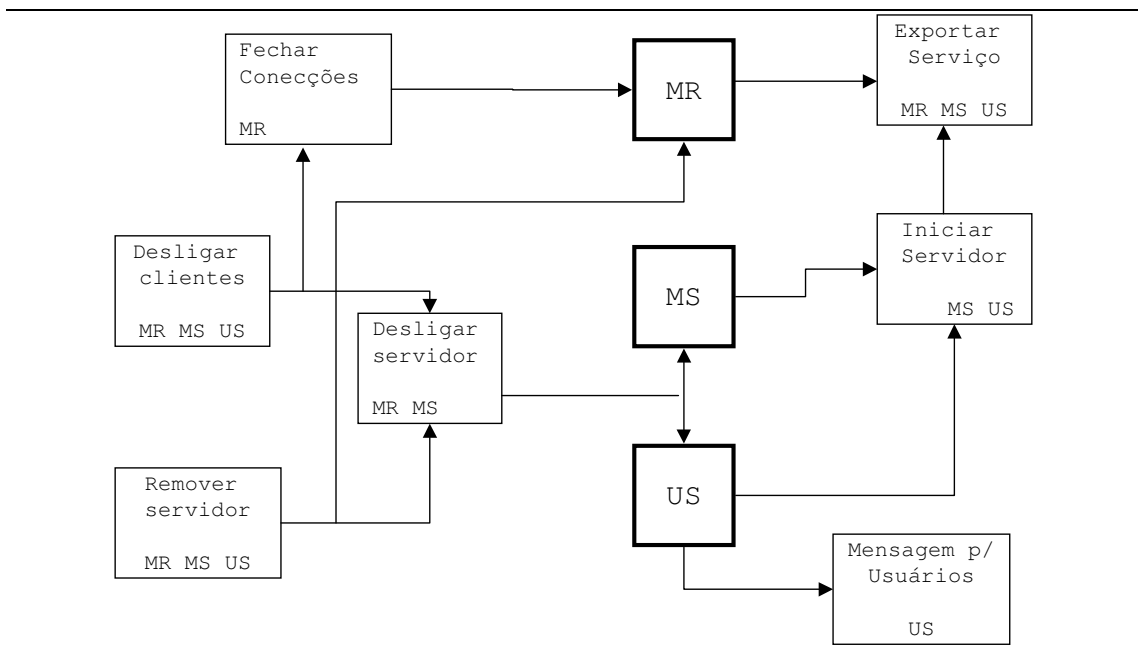 Fechar
Conecções
MR
MR
Exportar
Serviço
MR MS US
Desligar
clientes
MR MS US
Desligar
servidor
MR MS
MS
Iniciar
Servidor
MS US
Remover
servidor
MR MS US
US
Mensagem p/
Usuários
US